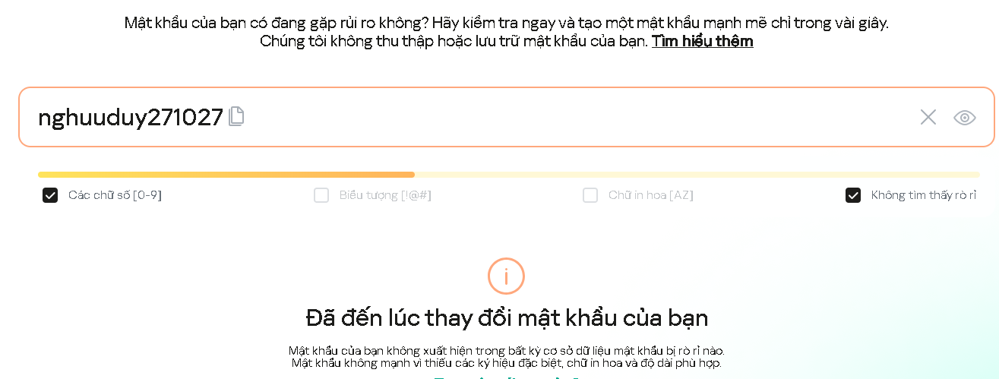 Mật khẩu của bạn có đang gặp rủi ro không? Hãy kiểm tra ngay và tạo một mật khẩu mạnh mẽ chỉ trong vài giây.
Chúng tôi không thu thập hoặc lưu trữ mật khẩu của bạn. Tìm hiểu thêm
nghuuduy271027
Các chữ số [0-9] Biểu tượng [!@#] Chữ in hoa [AZ] Không tìm thấy rò rỉ
Đã đến lúc thay đổi mật khẩu của bạn
Mật khẩu của bạn không xuất hiện trong bất kỳ cơ sở dữ liệu mật khẩu bị rò rỉ nào.
Mật khẩu không mạnh vì thiếu các ký hiệu đặc biệt, chữ in hoa và độ dài phù hợp.